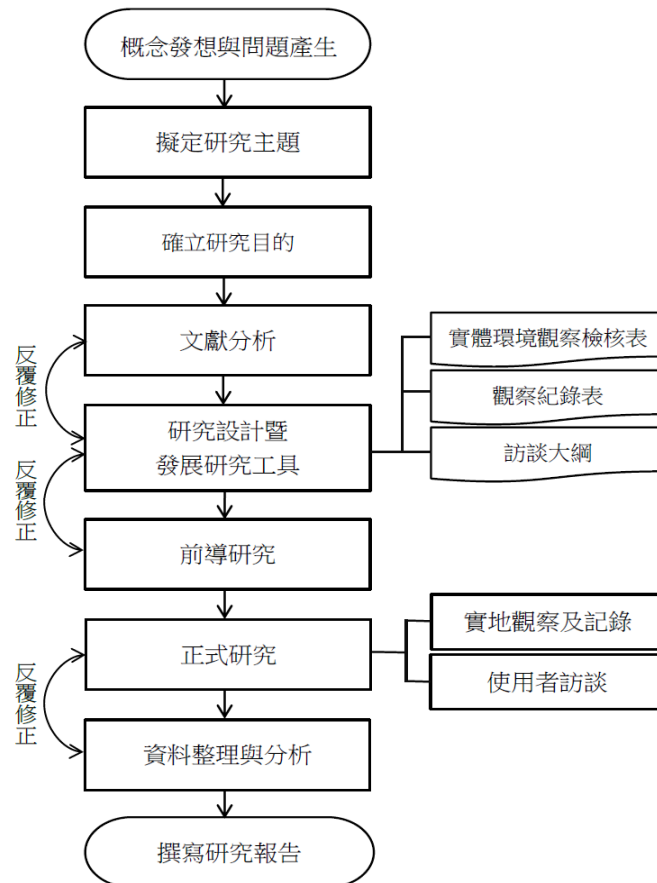 概念發想與問題產生
擬定研究主題
確立研究目的
文獻分析
反覆修正
研究設計暨
發展研究工具
實體環境觀察檢核表
觀察紀錄表
訪談大綱
反覆修正
前導研究
正式研究
實地觀察及記錄
使用者訪談
反覆修正
資料整理與分析
撰寫研究報告